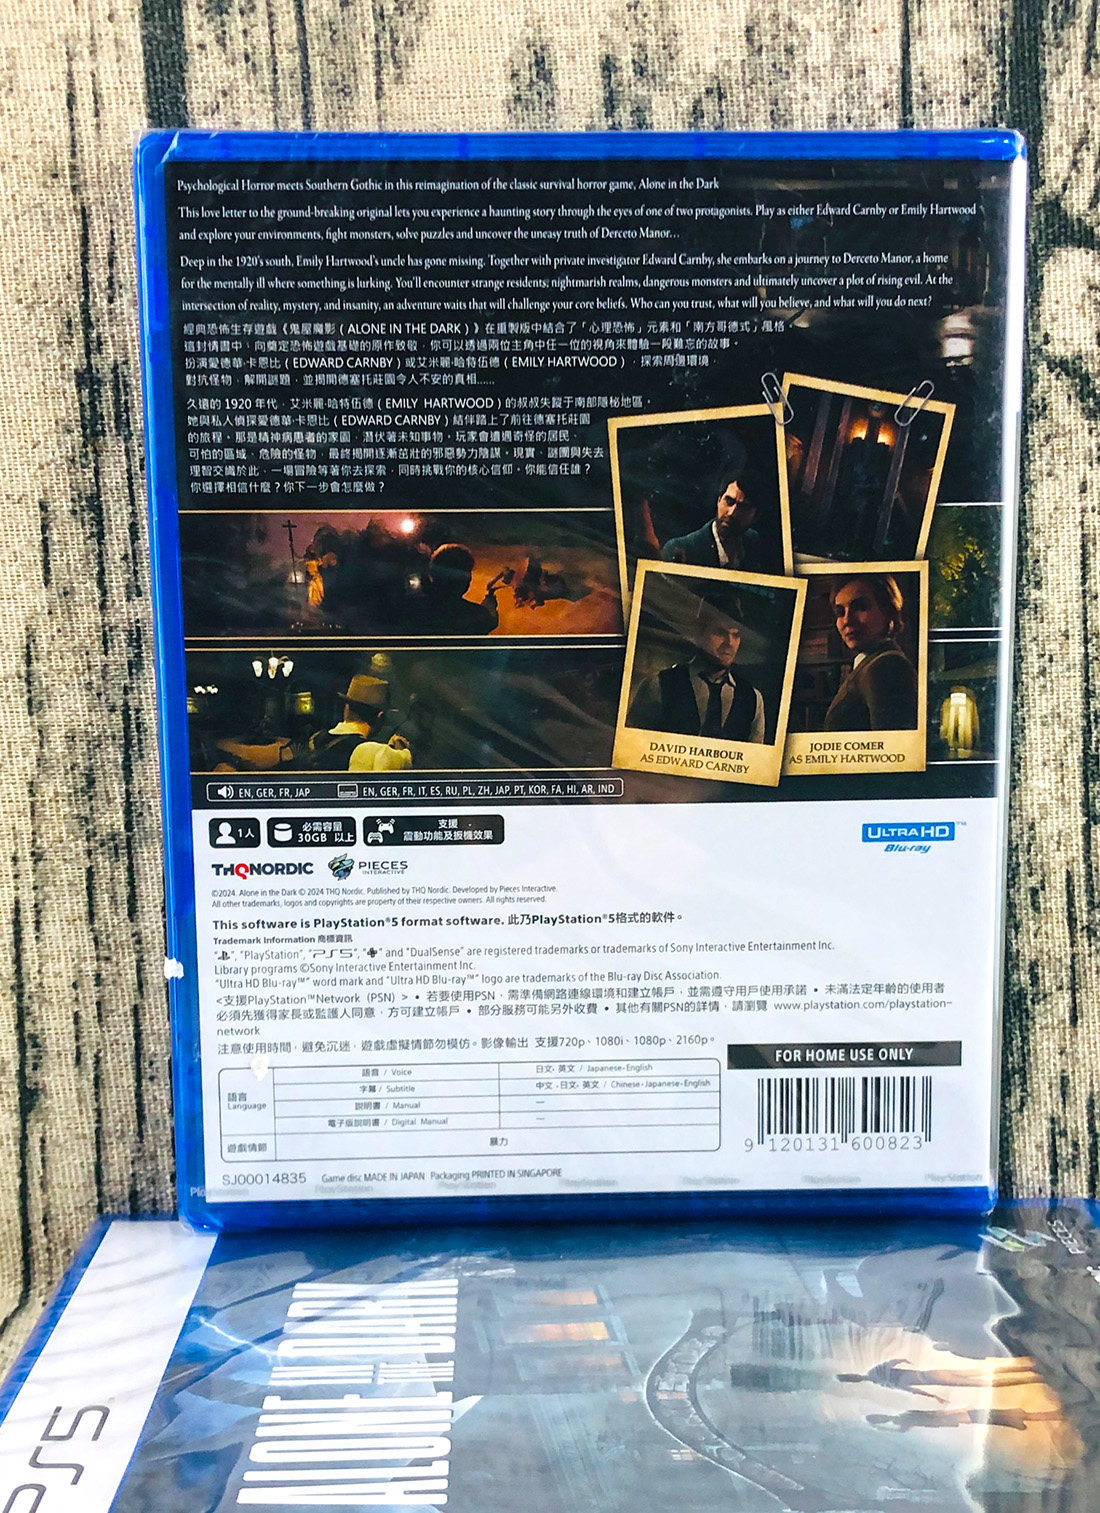 Psychological Horror meets Southern Gothic in this reimagination of the classic survival horror game, Alone in the Dark
This love letter to the ground-breaking original lets you experience a haunting story through the eyes of one of two protagonists. Play as either Edward Carnby or Emily Hartwood
and explore your environments, fight monsters, solve puzzles and uncover the uneasy truth of Derceto Manor...
Deep in the 1920's south, Emily Hartwood's uncle has gone missing. Together with private investigator Edward Carnby, she embarks on a journey to Derceto Manor, a home
for the mentally ill where something is lurking. You'll encounter strange residents, nightmarish realms, dangerous monsters and ultimately uncover a plot of rising evil. At the
intersection of reality, mystery, and insanity, an adventure waits that will challenge your core beliefs. Who can you trust, what will you believe, and what will you do next?
經典恐怖生存遊戲《鬼屋魔影(ALONE IN THE DARK)》在重製版中結合了「心理恐怖」元素和「南方哥德式」風格。
這封情書中,向奠定恐怖遊戲基礎的原作致敬,你可以透過兩位主角中任一位的視角來體驗一段難忘的故事。
扮演愛德華·卡恩比(EDWARD CARNBY)或艾米麗·哈特伍德(EMILY HARTWOOD),探索周邊環境,
對抗怪物,解開謎題,並揭開德塞托莊園令人不安的真相......
久遠的 1920 年代,艾米麗·哈特伍德(EMILY HARTWOOD)的叔叔失蹤于南部隱秘地區。
她與私人偵探愛德華·卡恩比(EDWARD CARNBY)結伴踏上了前往德塞托莊園
的旅程。那是精神病患者的家園,潛伏著未知事物。玩家會遭遇奇怪的居民、
可怕的區域、危險的怪物,最終揭開逐漸茁壯的邪惡勢力陰謀。現實、謎團與失去
理智交織於此,一場冒險等著你去探索,同時挑戰你的核心信仰。你能信任誰?
你選擇相信什麼?你下一步會怎麼做?
DAVID HARBOUR
AS EDWARD CARNBY
JODIE COMER
AS EMILY HARTWOOD
EN, GER, FR, JAP
EN, GER, FR, IT, ES, RU, PL, ZH, JAP, PT, KOR, FA, HI, AR, IND
1人
必需容量
30GB 以上
支援
震動功能及扳機效果
ULTRA HD
Blu-ray™
THQ NORDIC
PIECES
INTERACTIVE
©2024. Alone in the Dark © 2024 THQ Nordic. Published by THQ Nordic. Developed by Pieces Interactive.
All other trademarks, logos and copyrights are property of their respective owners. All rights reserved.
This software is PlayStation®5 format software. 此乃PlayStation®5格式的軟件。
Trademark Information 商標資訊
"", "PlayStation", "PS5", "" and "DualSense" are registered trademarks or trademarks of Sony Interactive Entertainment Inc.
Library programs ©Sony Interactive Entertainment Inc.
"Ultra HD Blu-ray™" word mark and "Ultra HD Blu-ray™" logo are trademarks of the Blu-ray Disc Association.
<支援PlayStation™Network (PSN) > • 若要使用PSN,需準備網路連線環境和建立帳戶,並需遵守用戶使用承諾 • 未滿法定年齡的使用者
必須先獲得家長或監護人同意,方可建立帳戶 • 部分服務可能另外收費 • 其他有關PSN的詳情,請瀏覽 www.playstation.com/playstation-
network
注意使用時間,避免沉迷,遊戲虛擬情節勿模仿。影像輸出 支援720p、1080i、1080p、2160p。
FOR HOME USE ONLY
語言
Language
語音 / Voice
日文, 英文 / Japanese·English
字幕 / Subtitle
中文, 日文, 英文 / Chinese·Japanese·English
說明書 / Manual
—
電子版說明書 / Digital Manual
—
遊戲情節
暴力
9 120131 600823
SJ00014835
Game disc MADE IN JAPAN Packaging PRINTED IN SINGAPORE
PlayStation
PlayStation
PlayStation
PlayStation
PlayStation
PlayStation
PlayStation
PS5
ALONE IN THE DARK
PIECES